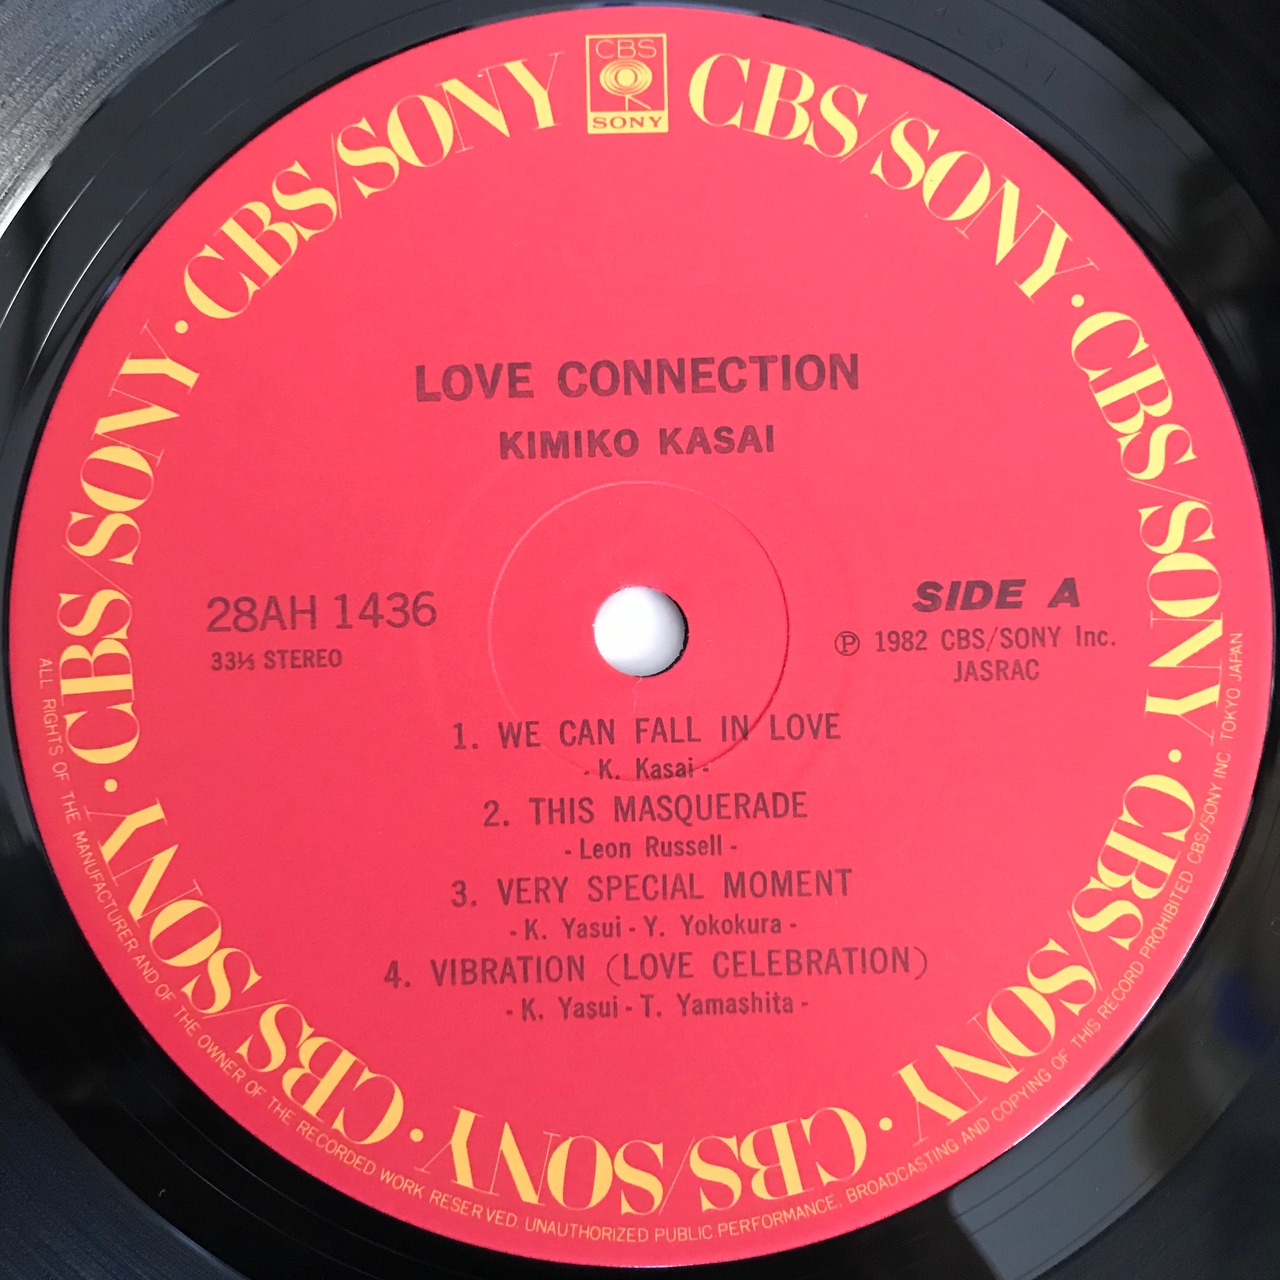 CBS
SONY
CBS/SONY · CBS/SONY · CBS/SONY · CBS/SONY · CBS/SONY · CBS/SONY · CBS/SONY · CBS/SONY
LOVE CONNECTION
KIMIKO KASAI
28AH 1436
33⅓ STEREO
SIDE A
Ⓟ 1982 CBS/SONY Inc.
JASRAC
1. WE CAN FALL IN LOVE
- K. Kasai -
2. THIS MASQUERADE
- Leon Russell -
3. VERY SPECIAL MOMENT
- K. Yasui - Y. Yokokura -
4. VIBRATION (LOVE CELEBRATION)
- K. Yasui - T. Yamashita -
ALL RIGHTS OF THE MANUFACTURER AND OF THE OWNER OF THE RECORDED WORK RESERVED. UNAUTHORIZED PUBLIC PERFORMANCE, BROADCASTING AND COPYING OF THIS RECORD PROHIBITED CBS/SONY INC. TOKYO JAPAN